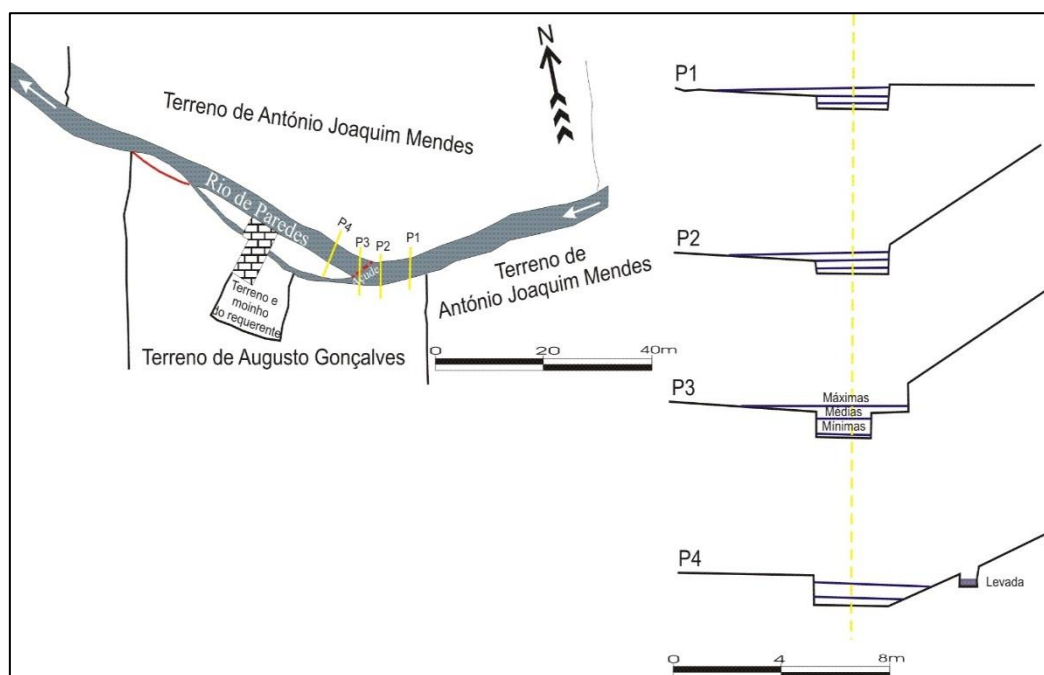 N
Terreno de António Joaquim Mendes
Rio de Paredes
P4
P3
P2
P1
Açude
Terreno de
António Joaquim Mendes
Terreno e
moinho
do requerente
Terreno de Augusto Gonçalves
0 20 40m
P1
P2
P3
Máximas
Médias
Mínimas
P4
Levada
0 4 8m